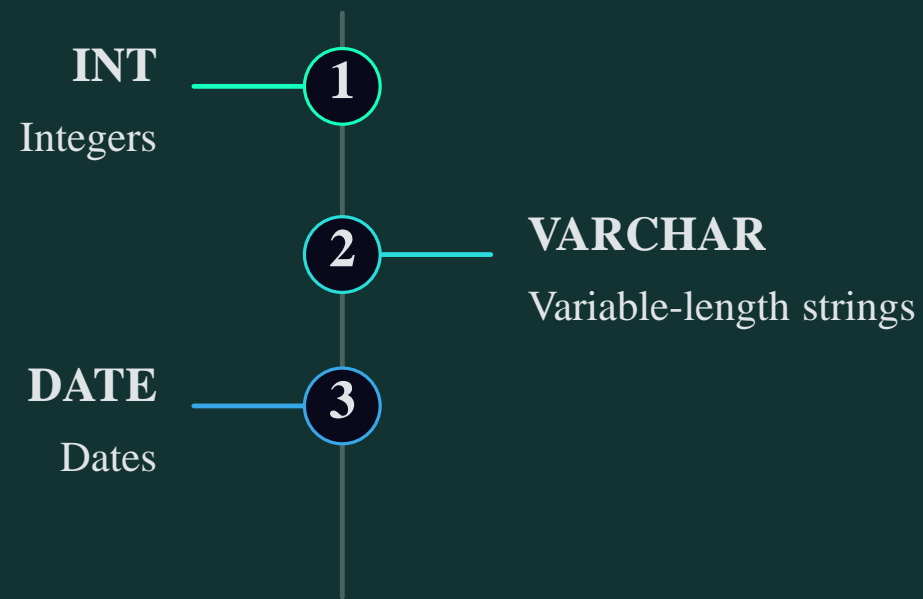 INT
1
Integers
2
VARCHAR
Variable-length strings
DATE
3
Dates